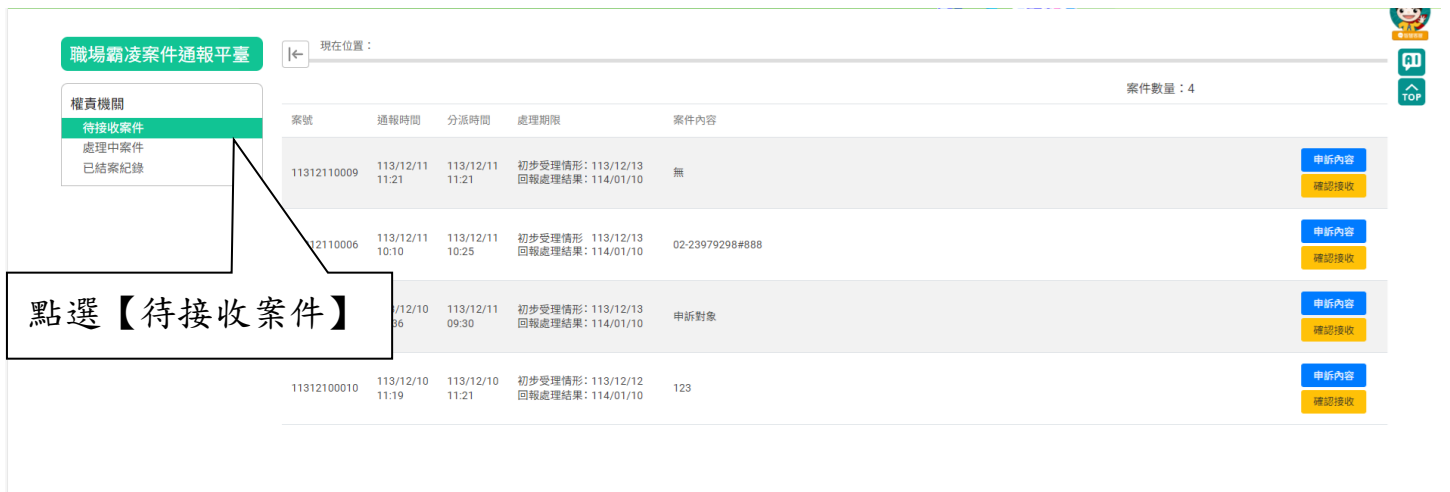 職場霸凌案件通報平臺
現在位置：
案件數量：4
權責機關
待接收案件
處理中案件
已結案紀錄
案號 通報時間 分派時間 處理期限 案件內容
11312110009 113/12/11 11:21 113/12/11 11:21 初步受理情形：113/12/13 無
回報處理結果：114/01/10
申訴內容
確認接收
12110006 113/12/11 10:10 113/12/11 10:25 初步受理情形 113/12/13 02-23979298#888
回報處理結果：114/01/10
申訴內容
確認接收
點選【待接收案件】
/12/10 36 113/12/11 09:30 初步受理情形：113/12/13 申訴對象
回報處理結果：114/01/10
申訴內容
確認接收
11312100010 113/12/10 11:19 113/12/10 11:21 初步受理情形：113/12/12 123
回報處理結果：114/01/10
申訴內容
確認接收
AI
TOP